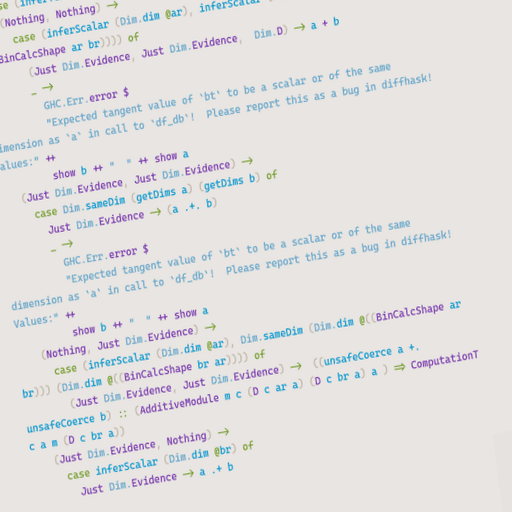 se (infer
(Nothing, Nothing) →
case (inferScalar (Dim.dim @ar), inferScalar
BinCalcShape ar br)))) of
(Just Dim.Evidence, Just Dim.Evidence, Dim.D) → a + b
_ →
GHC.Err.error $
"Expected tangent value of `bt` to be a scalar or of the same
imension as `a` in call to `df_db`! Please report this as a bug in diffhask!
alues:" ++
show b ++ " " ++ show a
(Just Dim.Evidence, Just Dim.Evidence) →
case Dim.sameDim (getDims a) (getDims b) of
Just Dim.Evidence → (a .+. b)
_ →
GHC.Err.error $
"Expected tangent value of `bt` to be a scalar or of the same
dimension as `a` in call to `df_db`! Please report this as a bug in diffhask!
Values:" ++
show b ++ " " ++ show a
(Nothing, Just Dim.Evidence) →
case (inferScalar (Dim.dim @ar), Dim.sameDim (Dim.dim @((BinCalcShape ar
br))) (Dim.dim @((BinCalcShape br ar)))) of
(Just Dim.Evidence, Just Dim.Evidence) → ((unsafeCoerce a +.
unsafeCoerce b) :: (AdditiveModule m c (D c ar a) (D c br a) a ) ⇒ ComputationT
c a m (D c br a))
(Just Dim.Evidence, Nothing) →
case inferScalar (Dim.dim @br) of
Just Dim.Evidence → a .+ b